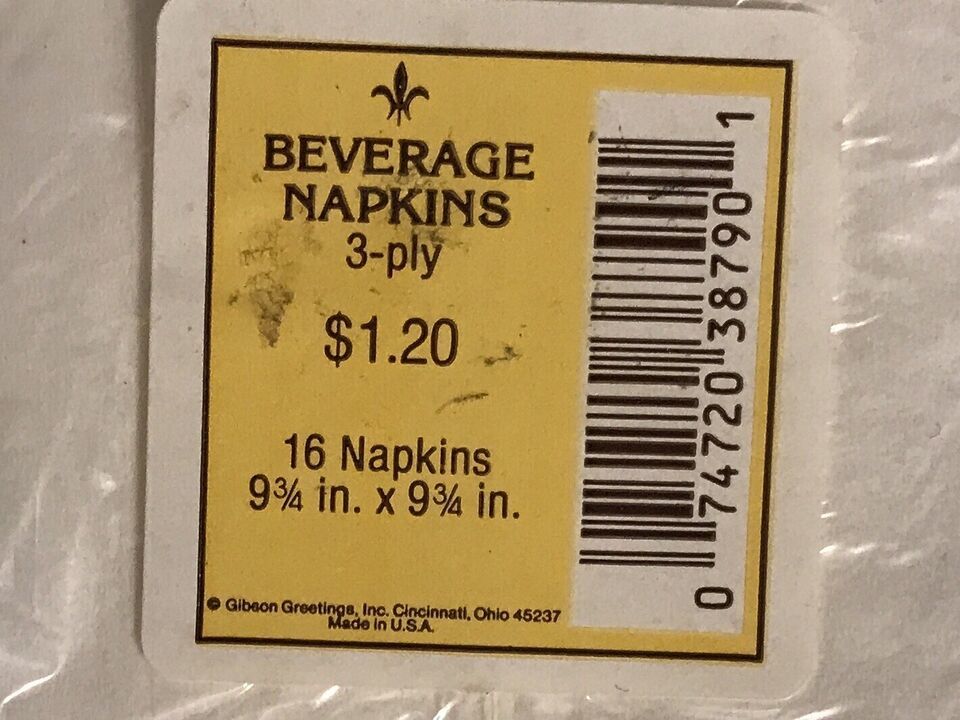 BEVERAGE
NAPKINS
3-ply
$1.20
16 Napkins
9¾ in. x 9¾ in.
© Gibson Greetings, Inc. Cincinnati, Ohio 45237
Made in U.S.A.
0 74720 38790 1